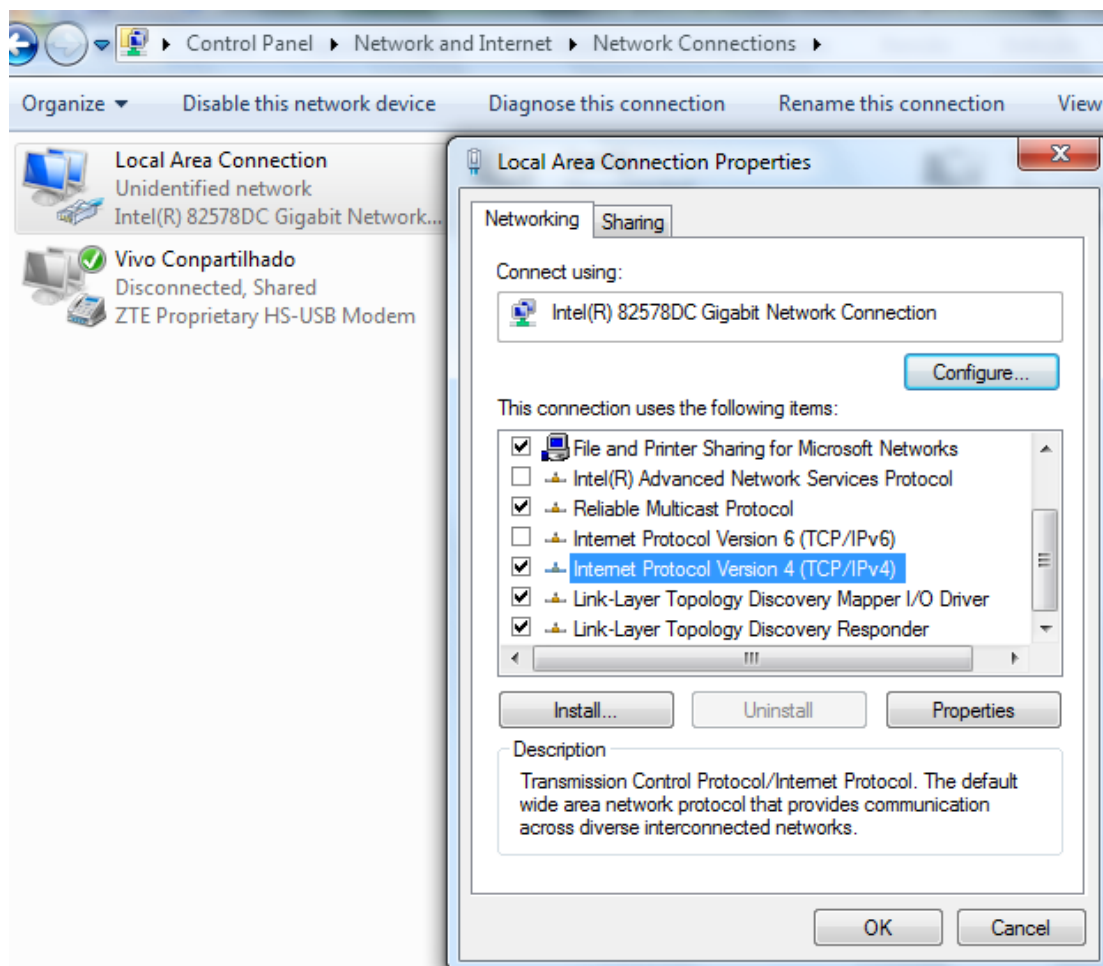 Control Panel Network and Internet Network Connections
Organize Disable this network device Diagnose this connection Rename this connection View
Local Area Connection
Unidentified network
Intel(R) 82578DC Gigabit Network...
Vivo Conpartilhado
Disconnected, Shared
ZTE Proprietary HS-USB Modem
Local Area Connection Properties
Networking Sharing
Connect using:
Intel(R) 82578DC Gigabit Network Connection
Configure...
This connection uses the following items:
File and Printer Sharing for Microsoft Networks
Intel(R) Advanced Network Services Protocol
Reliable Multicast Protocol
Internet Protocol Version 6 (TCP/IPv6)
Internet Protocol Version 4 (TCP/IPv4)
Link-Layer Topology Discovery Mapper I/O Driver
Link-Layer Topology Discovery Responder
Install... Uninstall Properties
Description
Transmission Control Protocol/Internet Protocol. The default
wide area network protocol that provides communication
across diverse interconnected networks.
OK Cancel